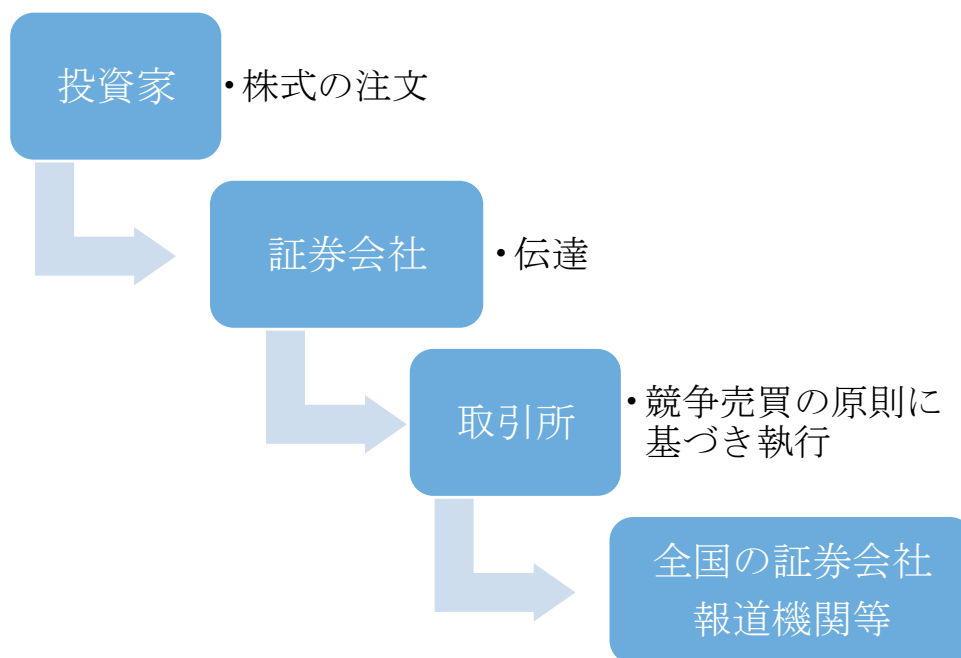 投資家
・株式の注文
証券会社
・伝達
取引所
・競争売買の原則に
基づき執行
全国の証券会社
報道機関等